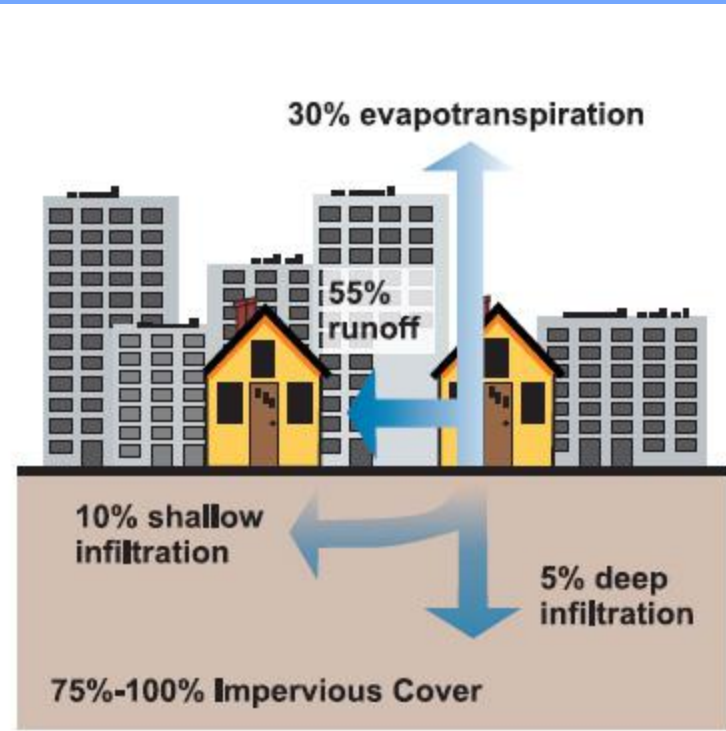 30% evapotranspiration
55%
runoff
10% shallow
infiltration
5% deep
infiltration
75%-100% Impervious Cover